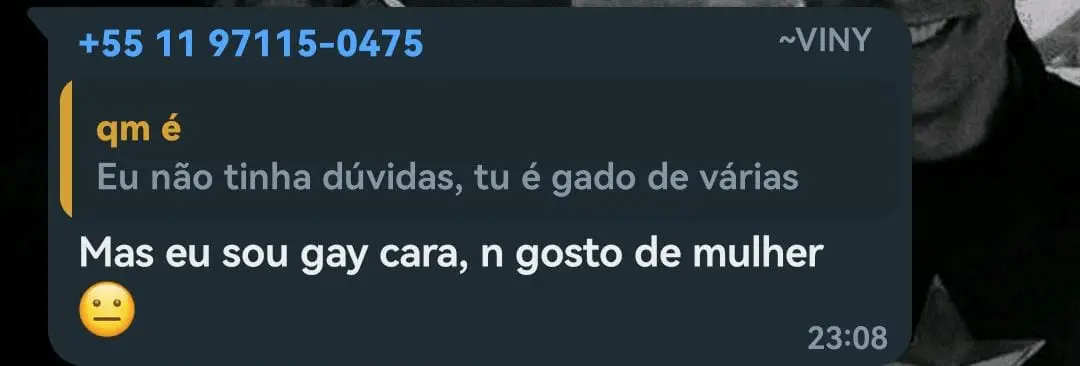 +55 11 97115-0475 ~VINY
qm é
Eu não tinha dúvidas, tu é gado de várias
Mas eu sou gay cara, n gosto de mulher
😐
23:08